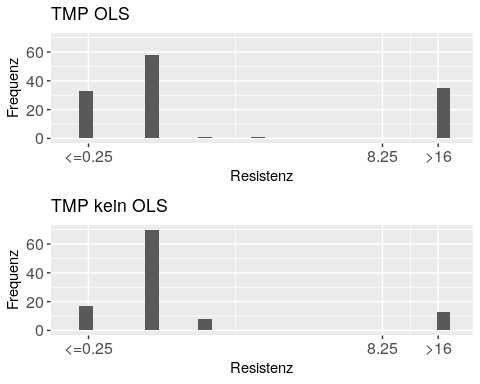 TMP OLS
Frequenz
60
40
20
0
<=0.25 8.25 >16
Resistenz
TMP kein OLS
Frequenz
60
40
20
0
<=0.25 8.25 >16
Resistenz